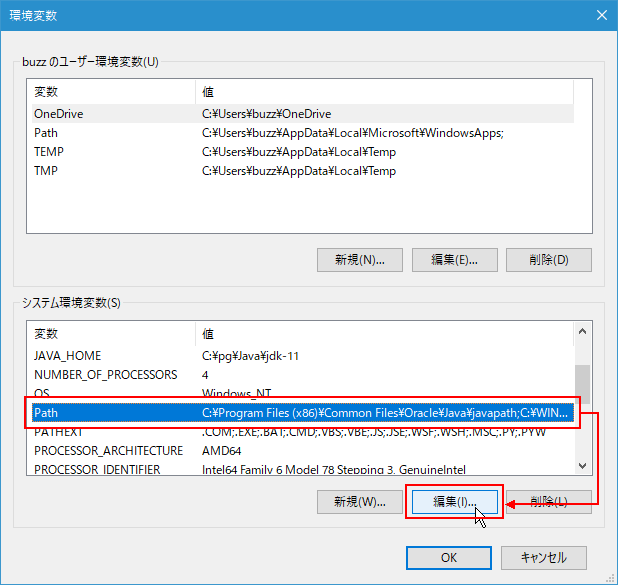 環境変数
buzz のユーザー環境変数(U)
変数 値
OneDrive C:¥Users¥buzz¥OneDrive
Path C:¥Users¥buzz¥AppData¥Local¥Microsoft¥WindowsApps;
TEMP C:¥Users¥buzz¥AppData¥Local¥Temp
TMP C:¥Users¥buzz¥AppData¥Local¥Temp
新規(N)... 編集(E)... 削除(D)
システム環境変数(S)
変数 値
JAVA_HOME C:¥pg¥Java¥jdk-11
NUMBER_OF_PROCESSORS 4
OS Windows_NT
Path C:¥Program Files (x86)¥Common Files¥Oracle¥Java¥javapath;C:¥WIN...
PATHEXT .COM;.EXE;.BAT;.CMD;.VBS;.VBE;.JS;.JSE;.WSF;.WSH;.MSC;.PY;.PYW
PROCESSOR_ARCHITECTURE AMD64
PROCESSOR_IDENTIFIER Intel64 Family 6 Model 78 Stepping 3, GenuineIntel
新規(W)... 編集(I)... 削除(L)
OK キャンセル